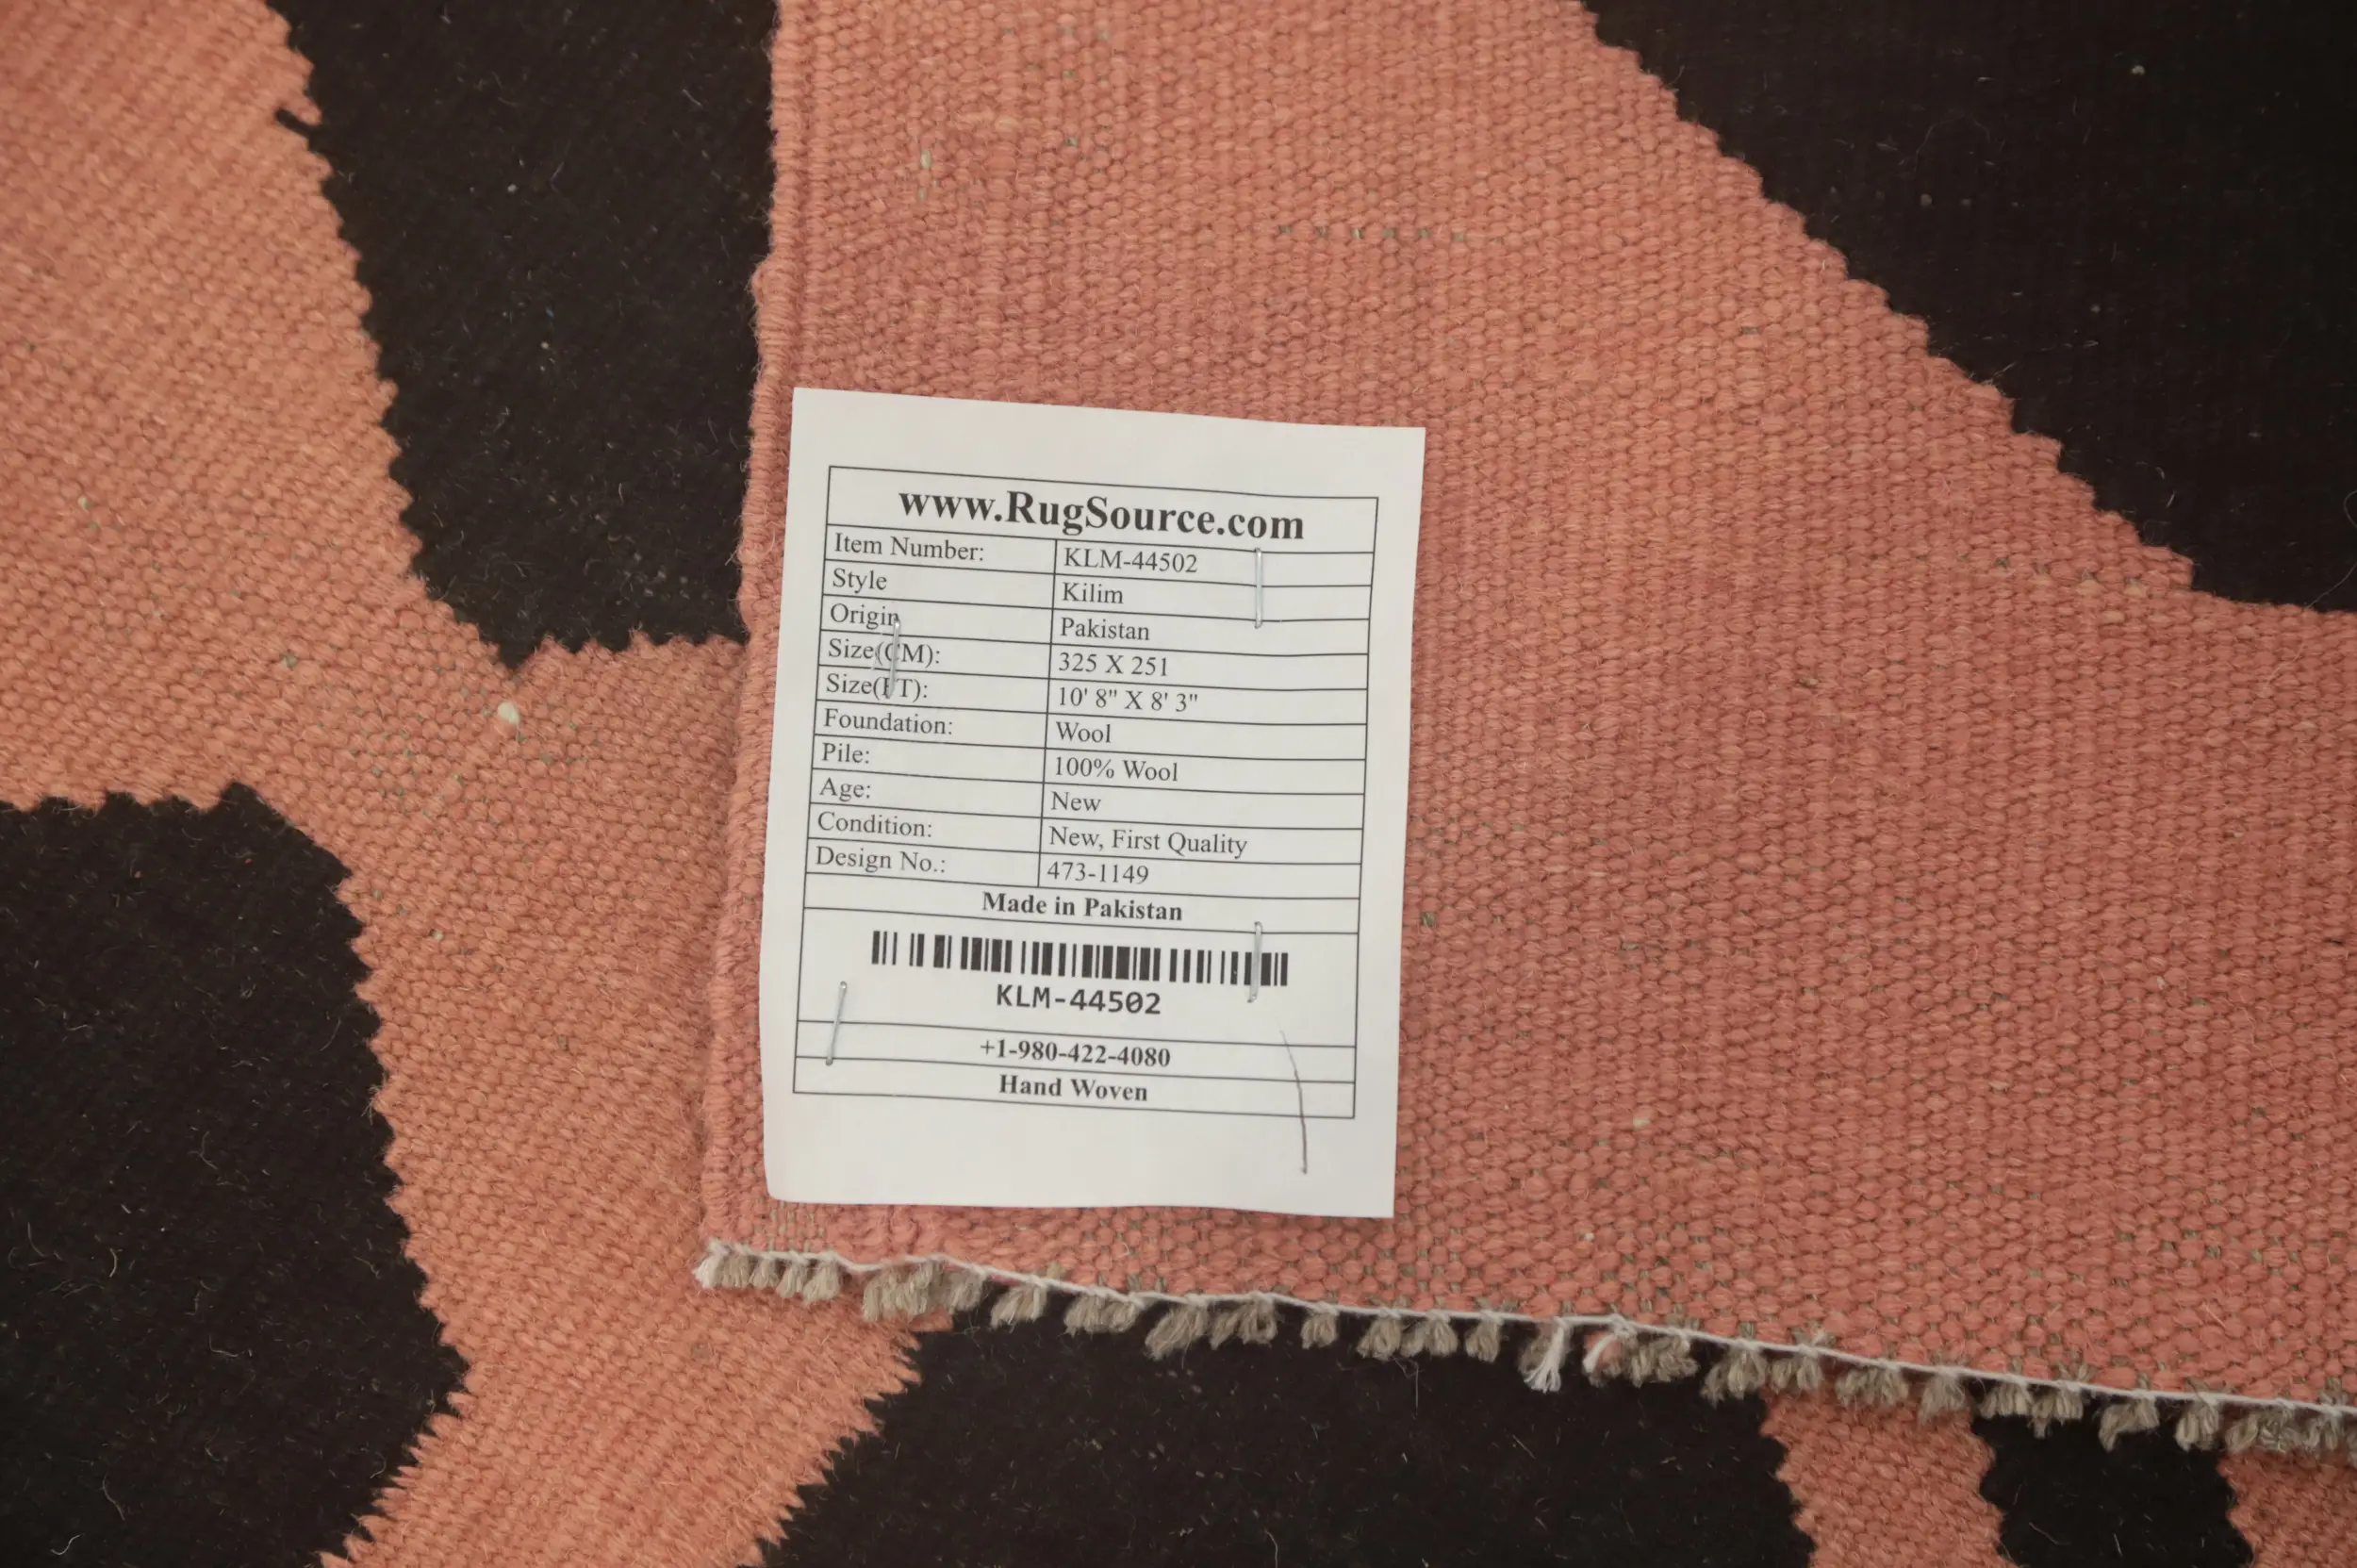 www.RugSource.com
Item Number: KLM-44502
Style Kilim
Origin Pakistan
Size(CM): 325 X 251
Size(FT): 10' 8" X 8' 3"
Foundation: Wool
Pile: 100% Wool
Age: New
Condition: New, First Quality
Design No.: 473-1149
Made in Pakistan
KLM-44502
+1-980-422-4080
Hand Woven